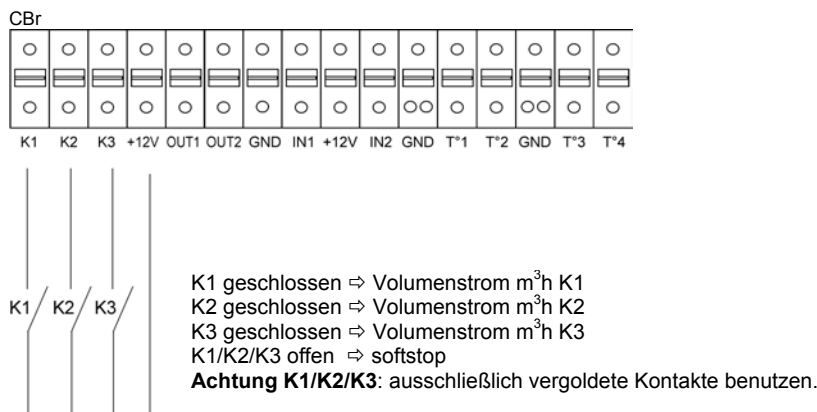 CBr
K1 K2 K3 +12V OUT1 OUT2 GND IN1 +12V IN2 GND T°1 T°2 GND T°3 T°4
K1 geschlossen ⇨ Volumenstrom m³h K1
K1 K2 K3
K2 geschlossen ⇨ Volumenstrom m³h K2
K3 geschlossen ⇨ Volumenstrom m³h K3
K1/K2/K3 offen ⇨ softstop
Achtung K1/K2/K3: ausschließlich vergoldete Kontakte benutzen.